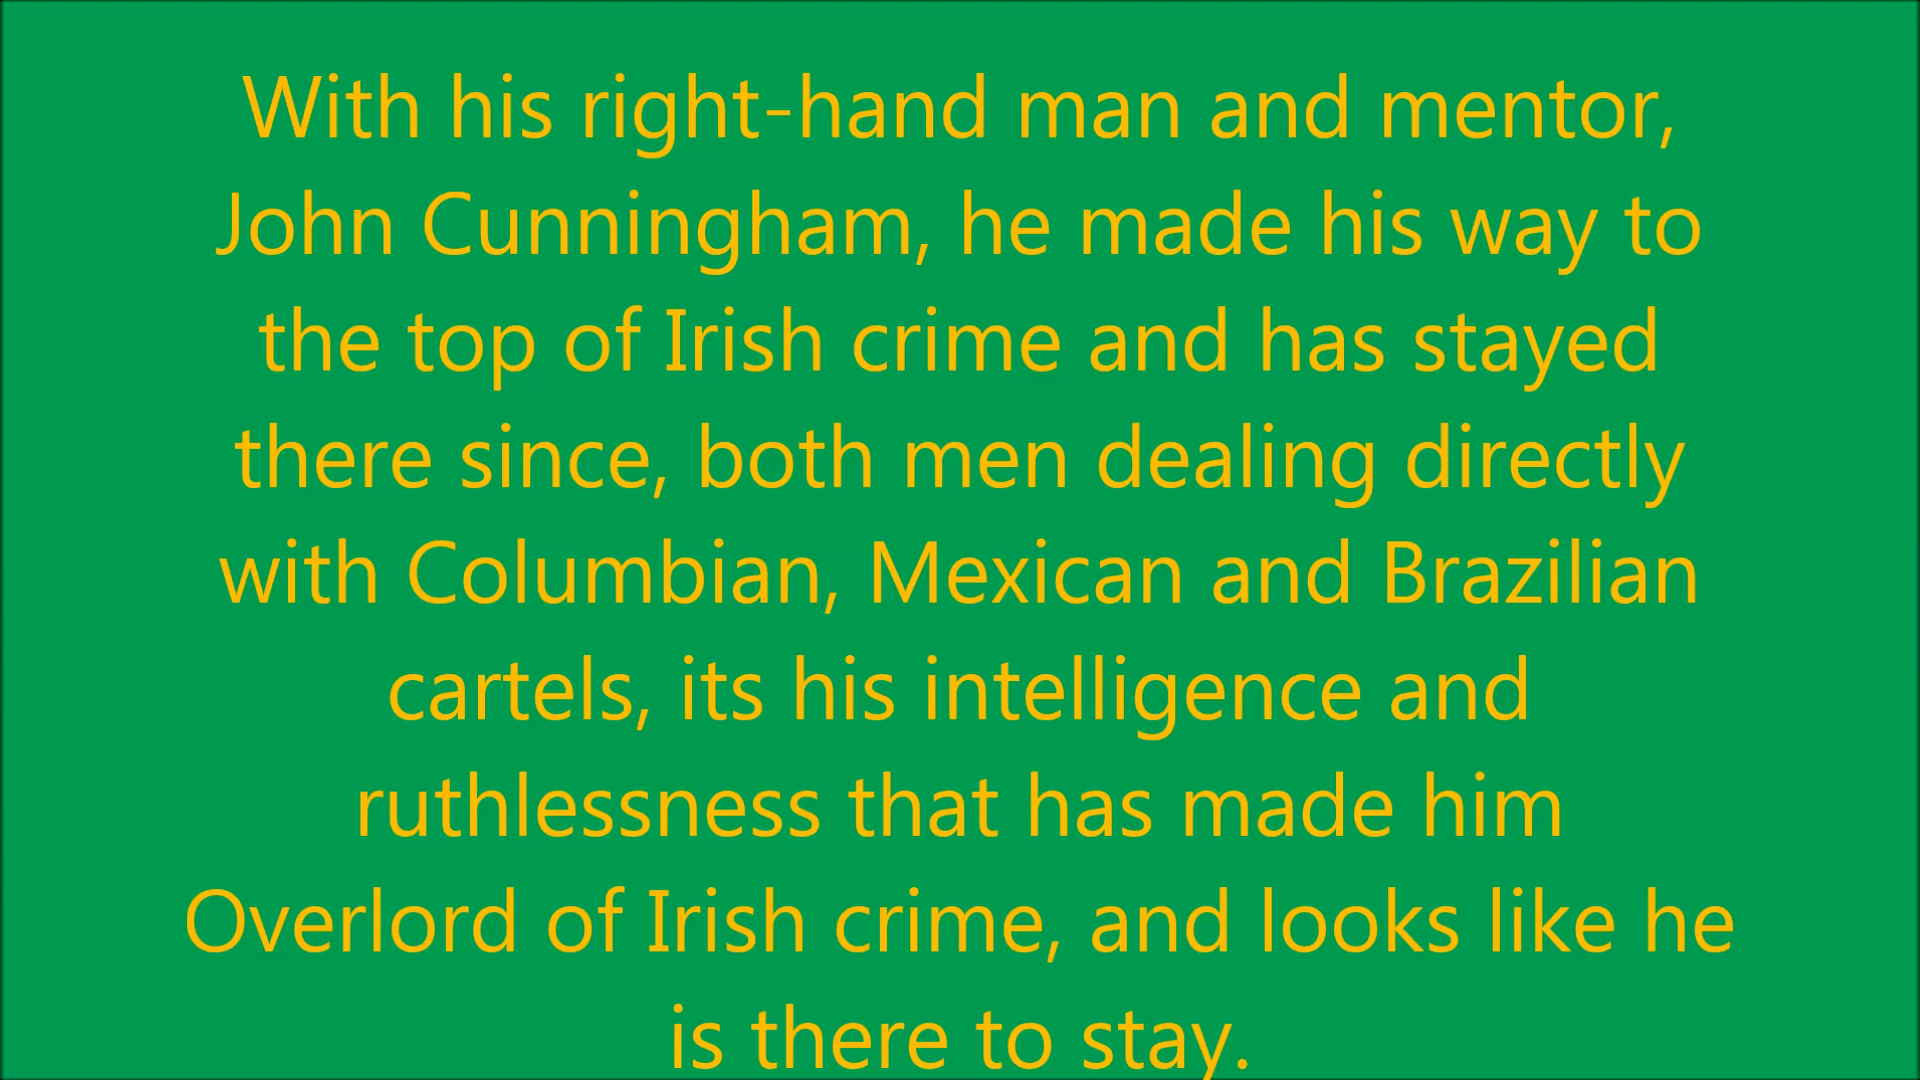 With his right-hand man and mentor,
John Cunningham, he made his way to
the top of Irish crime and has stayed
there since, both men dealing directly
with Columbian, Mexican and Brazilian
cartels, its his intelligence and
ruthlessness that has made him
Overlord of Irish crime, and looks like he
is there to stay.